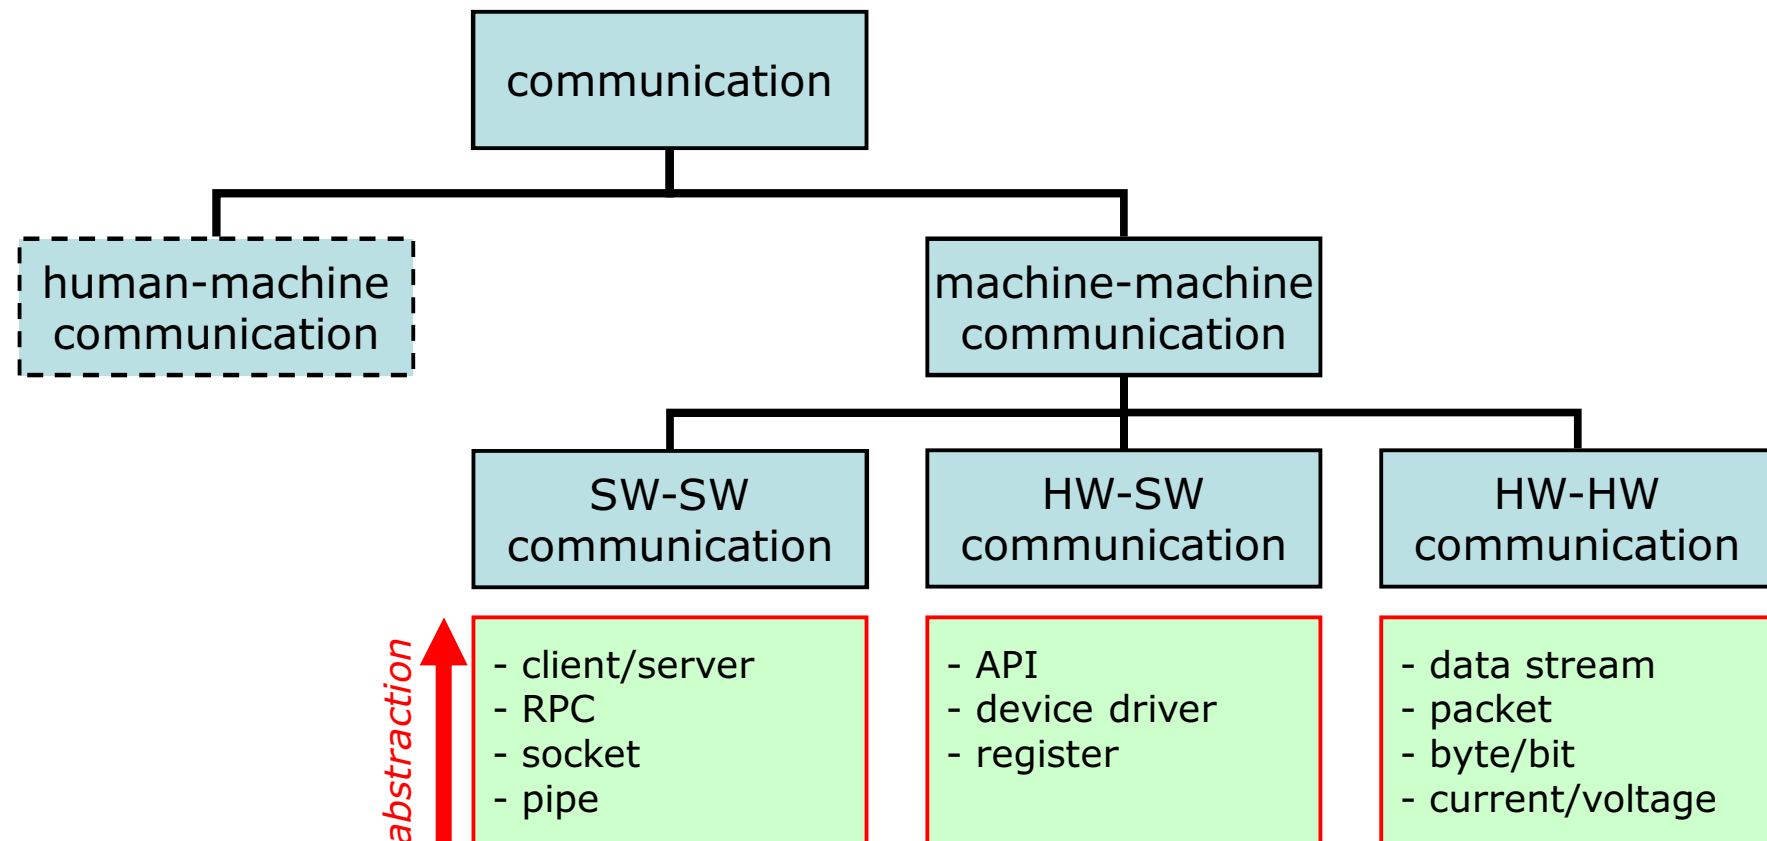 communication
human-machine
communication
machine-machine
communication
SW-SW
communication
HW-SW
communication
HW-HW
communication
abstraction
- client/server
- RPC
- socket
- pipe
- API
- device driver
- register
- data stream
- packet
- byte/bit
- current/voltage